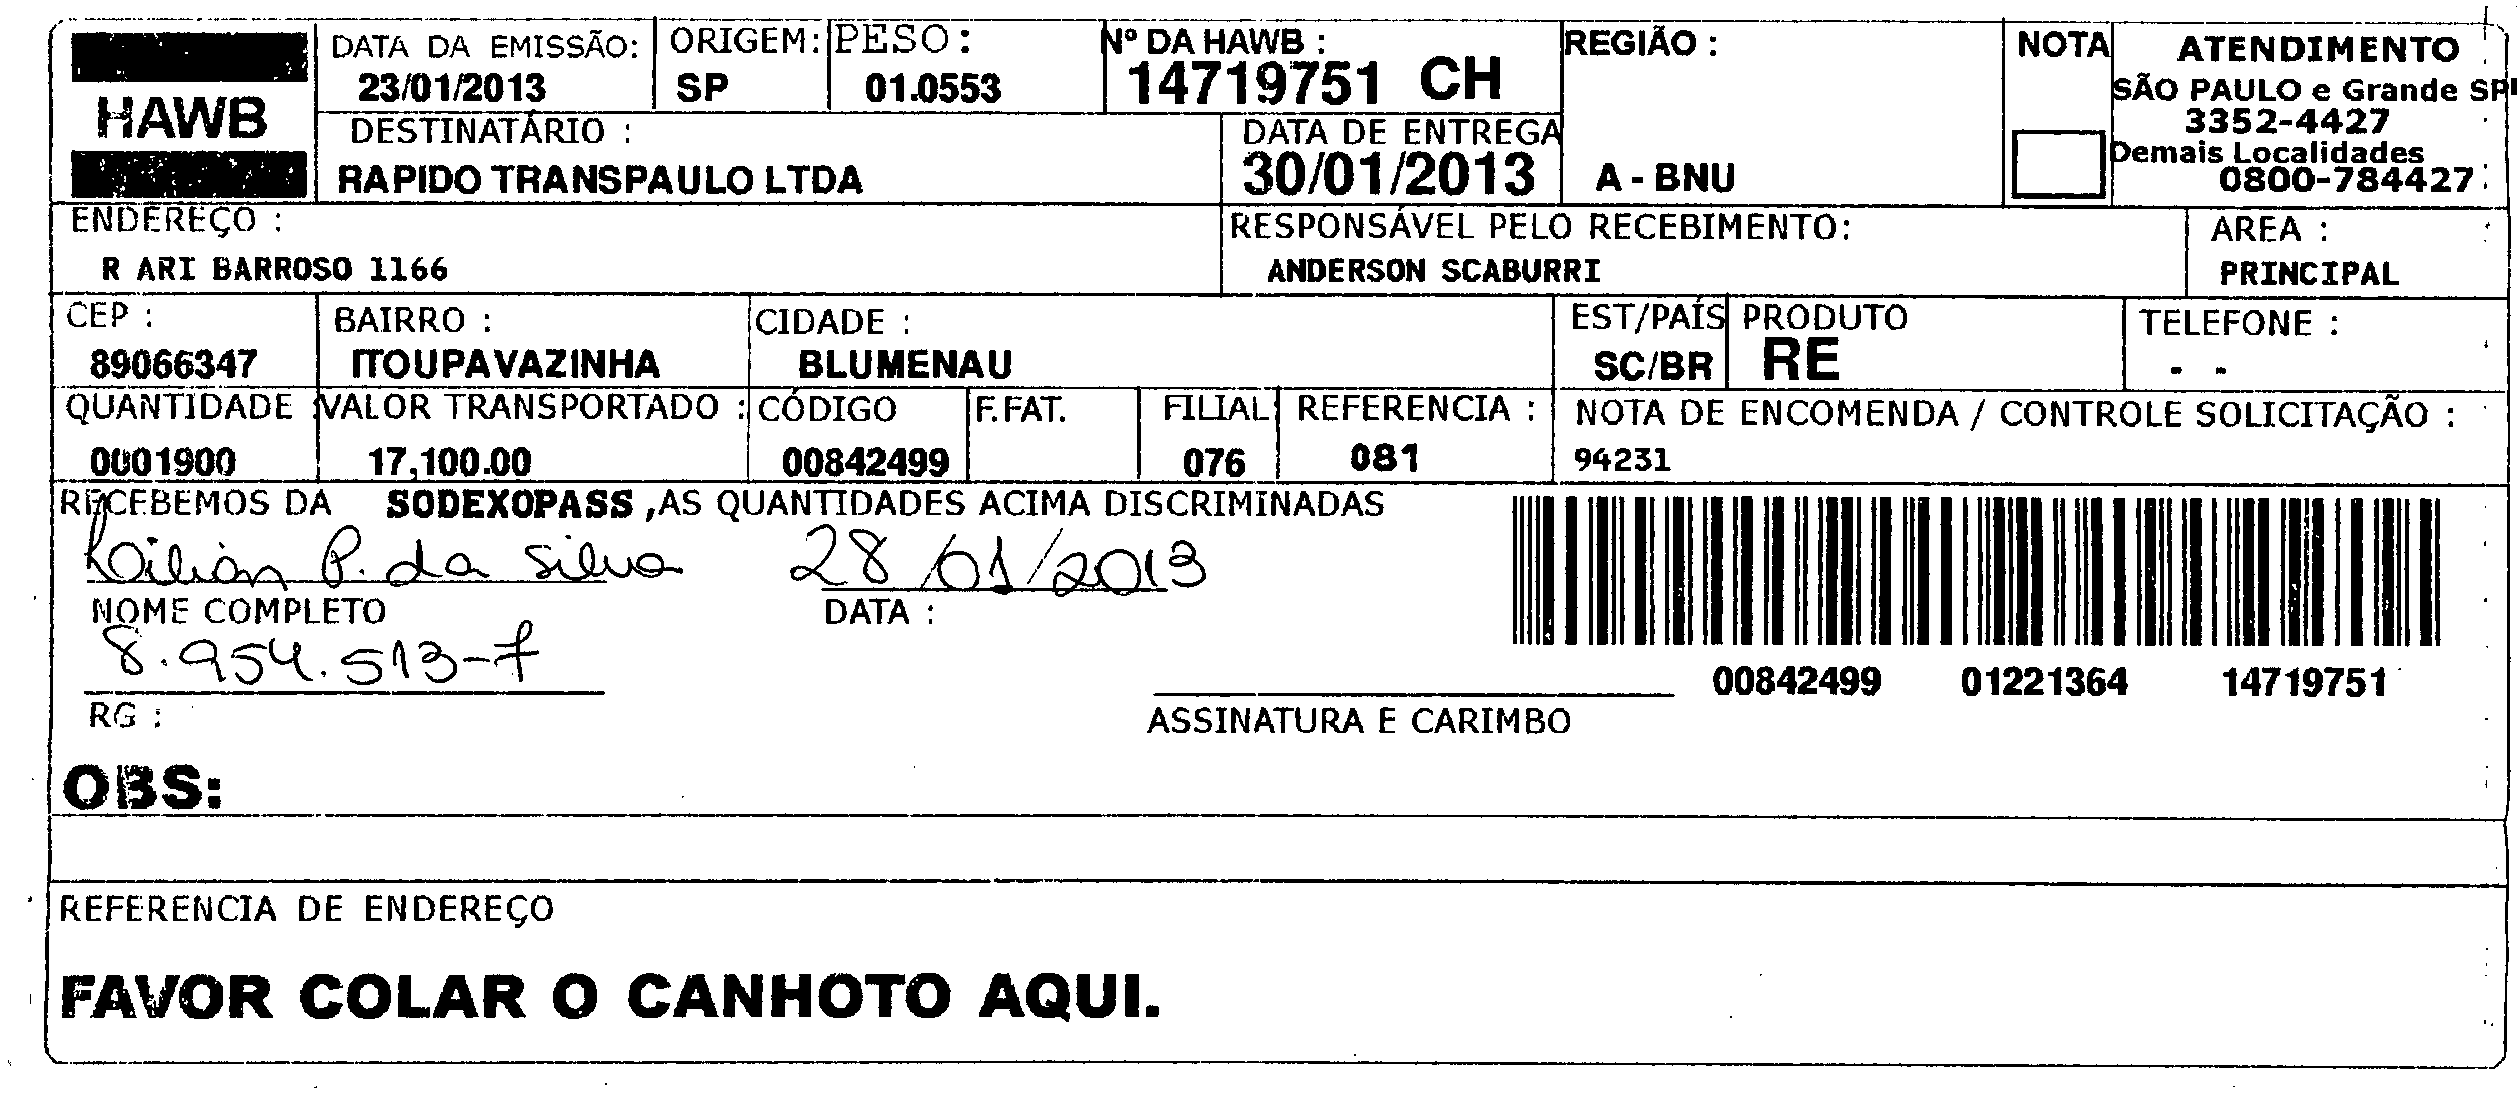 HAWB
DATA DA EMISSÃO:
23/01/2013
ORIGEM:
SP
PESO :
01.0553
Nº DA HAWB :
14719751 CH
REGIÃO :
A - BNU
NOTA
ATENDIMENTO
SÃO PAULO e Grande SP
3352-4427
Demais Localidades
0800-784427
DESTINATÁRIO :
RAPIDO TRANSPAULO LTDA
DATA DE ENTREGA
30/01/2013
ENDEREÇO :
R ARI BARROSO 1166
RESPONSÁVEL PELO RECEBIMENTO:
ANDERSON SCABURRI
AREA :
PRINCIPAL
CEP :
89066347
BAIRRO :
ITOUPAVAZINHA
CIDADE :
BLUMENAU
EST/PAÍS
SC/BR
PRODUTO
RE
TELEFONE :
- -
QUANTIDADE
0001900
VALOR TRANSPORTADO :
17,100.00
CÓDIGO
00842499
F.FAT.
FILIAL
076
REFERENCIA :
081
NOTA DE ENCOMENDA / CONTROLE SOLICITAÇÃO :
94231
RECEBEMOS DA SODEXOPASS ,AS QUANTIDADES ACIMA DISCRIMINADAS
P. da Silva 28/01/2013
NOME COMPLETO DATA :
8.954.513-7
00842499 01221364 14719751
RG :
ASSINATURA E CARIMBO
OBS:
REFERENCIA DE ENDEREÇO
FAVOR COLAR O CANHOTO AQUI.